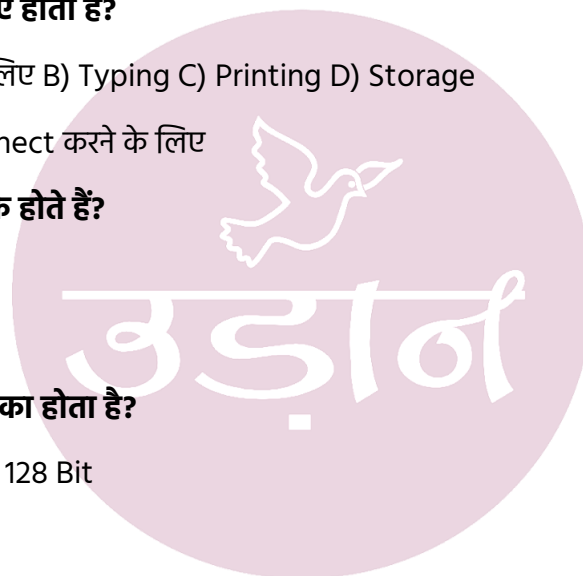 होता है?
लिए B) Typing C) Printing D) Storage
nect करने के लिए
होते हैं?
उड़ान
का होता है?
128 Bit